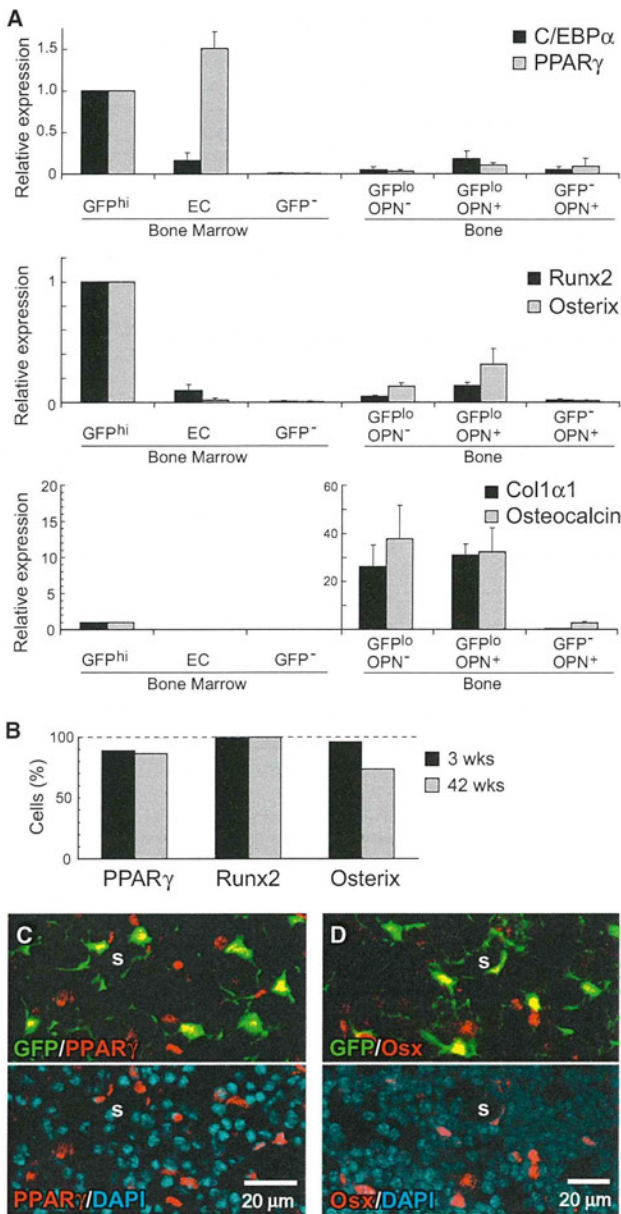 A
C/EBPα
PPARγ
Relative expression
1.5
1.0
0.5
0
GFPhi
EC
GFP-
GFPlo OPN-
GFPlo OPN+
GFP- OPN+
Bone Marrow
Bone
Runx2
Osterix
Relative expression
1
0
GFPhi
EC
GFP-
GFPlo OPN-
GFPlo OPN+
GFP- OPN+
Bone Marrow
Bone
Col1α1
Osteocalcin
Relative expression
20
15
10
5
0
60
40
20
GFPhi
EC
GFP-
GFPlo OPN-
GFPlo OPN+
GFP- OPN+
Bone Marrow
Bone
B
Cells (%)
100
50
0
3 wks
42 wks
PPARγ
Runx2
Osterix
C
s
GFP/PPARγ
s
PPARγ/DAPI
20 µm
D
s
GFP/Osx
s
Osx/DAPI
20 µm